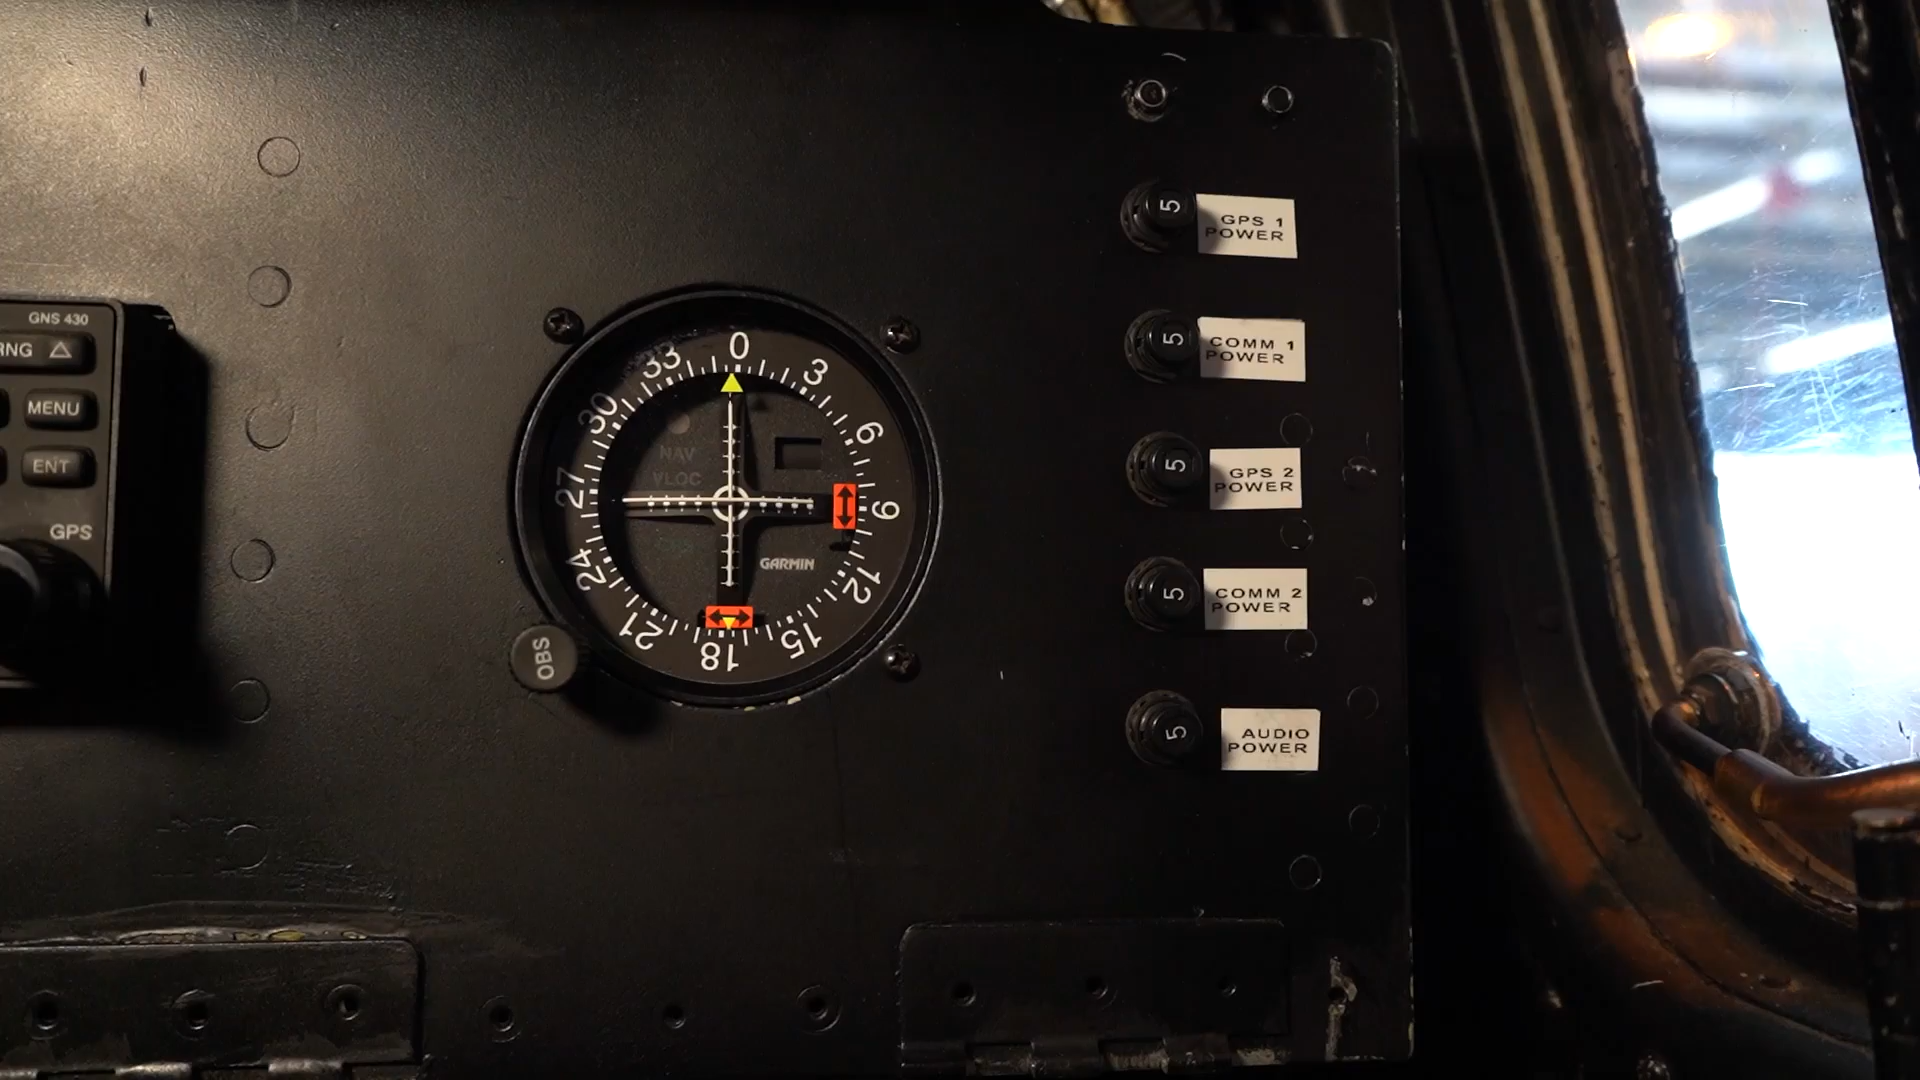 GNS 430
RNG
MENU
ENT
GPS
0
3
6
9
12
15
18
21
24
27
30
33
NAV
VLOC
GARMIN
OBS
5
GPS 1
POWER
5
COMM 1
POWER
5
GPS 2
POWER
5
COMM 2
POWER
5
AUDIO
POWER